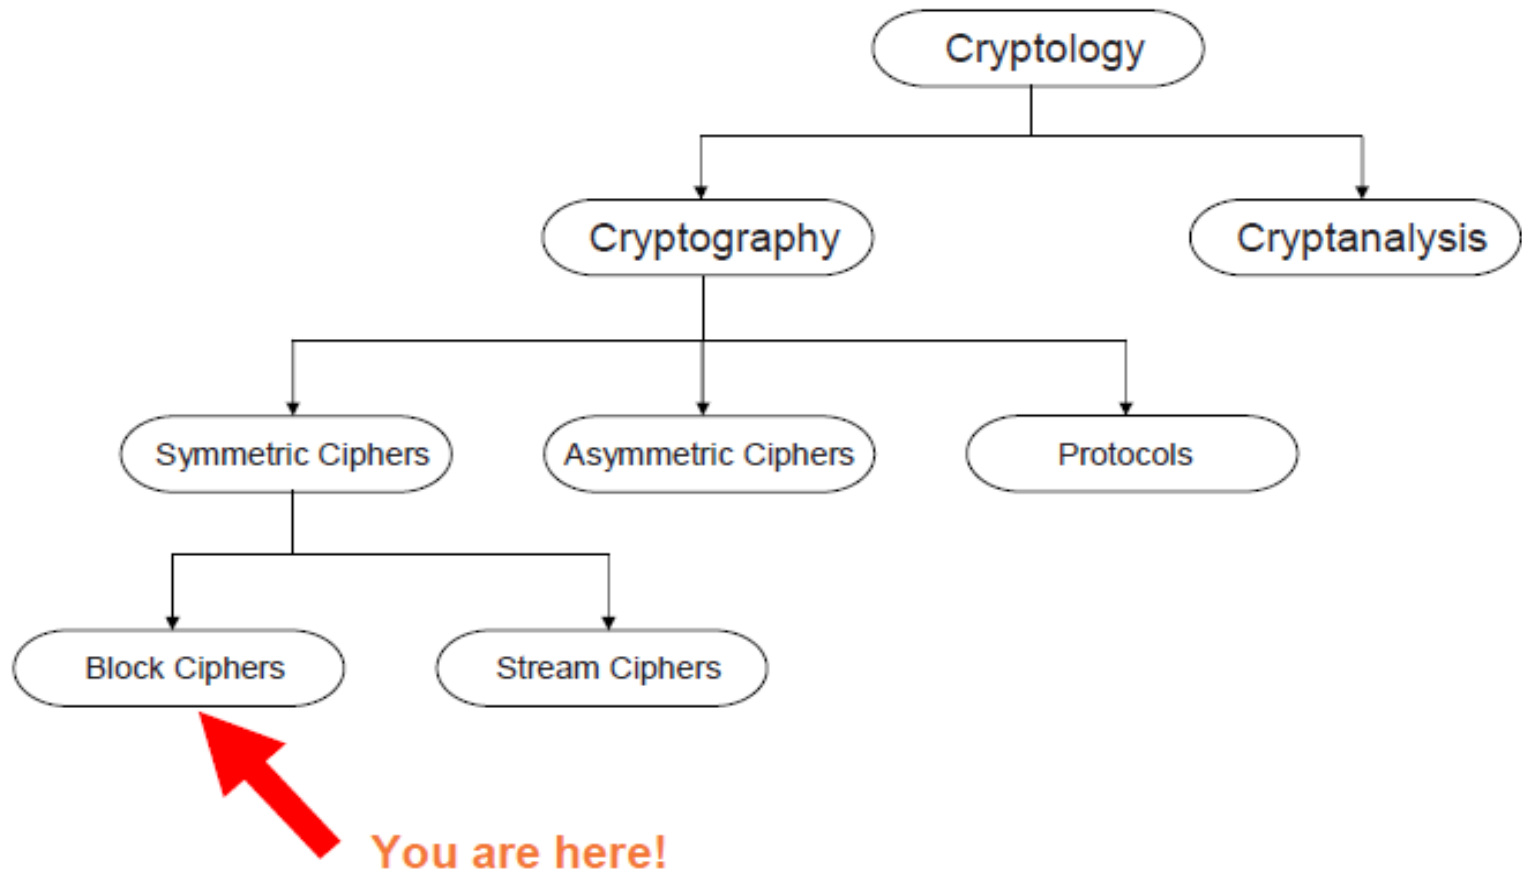 Cryptology
Cryptography
Cryptanalysis
Symmetric Ciphers
Asymmetric Ciphers
Protocols
Block Ciphers
Stream Ciphers
You are here!